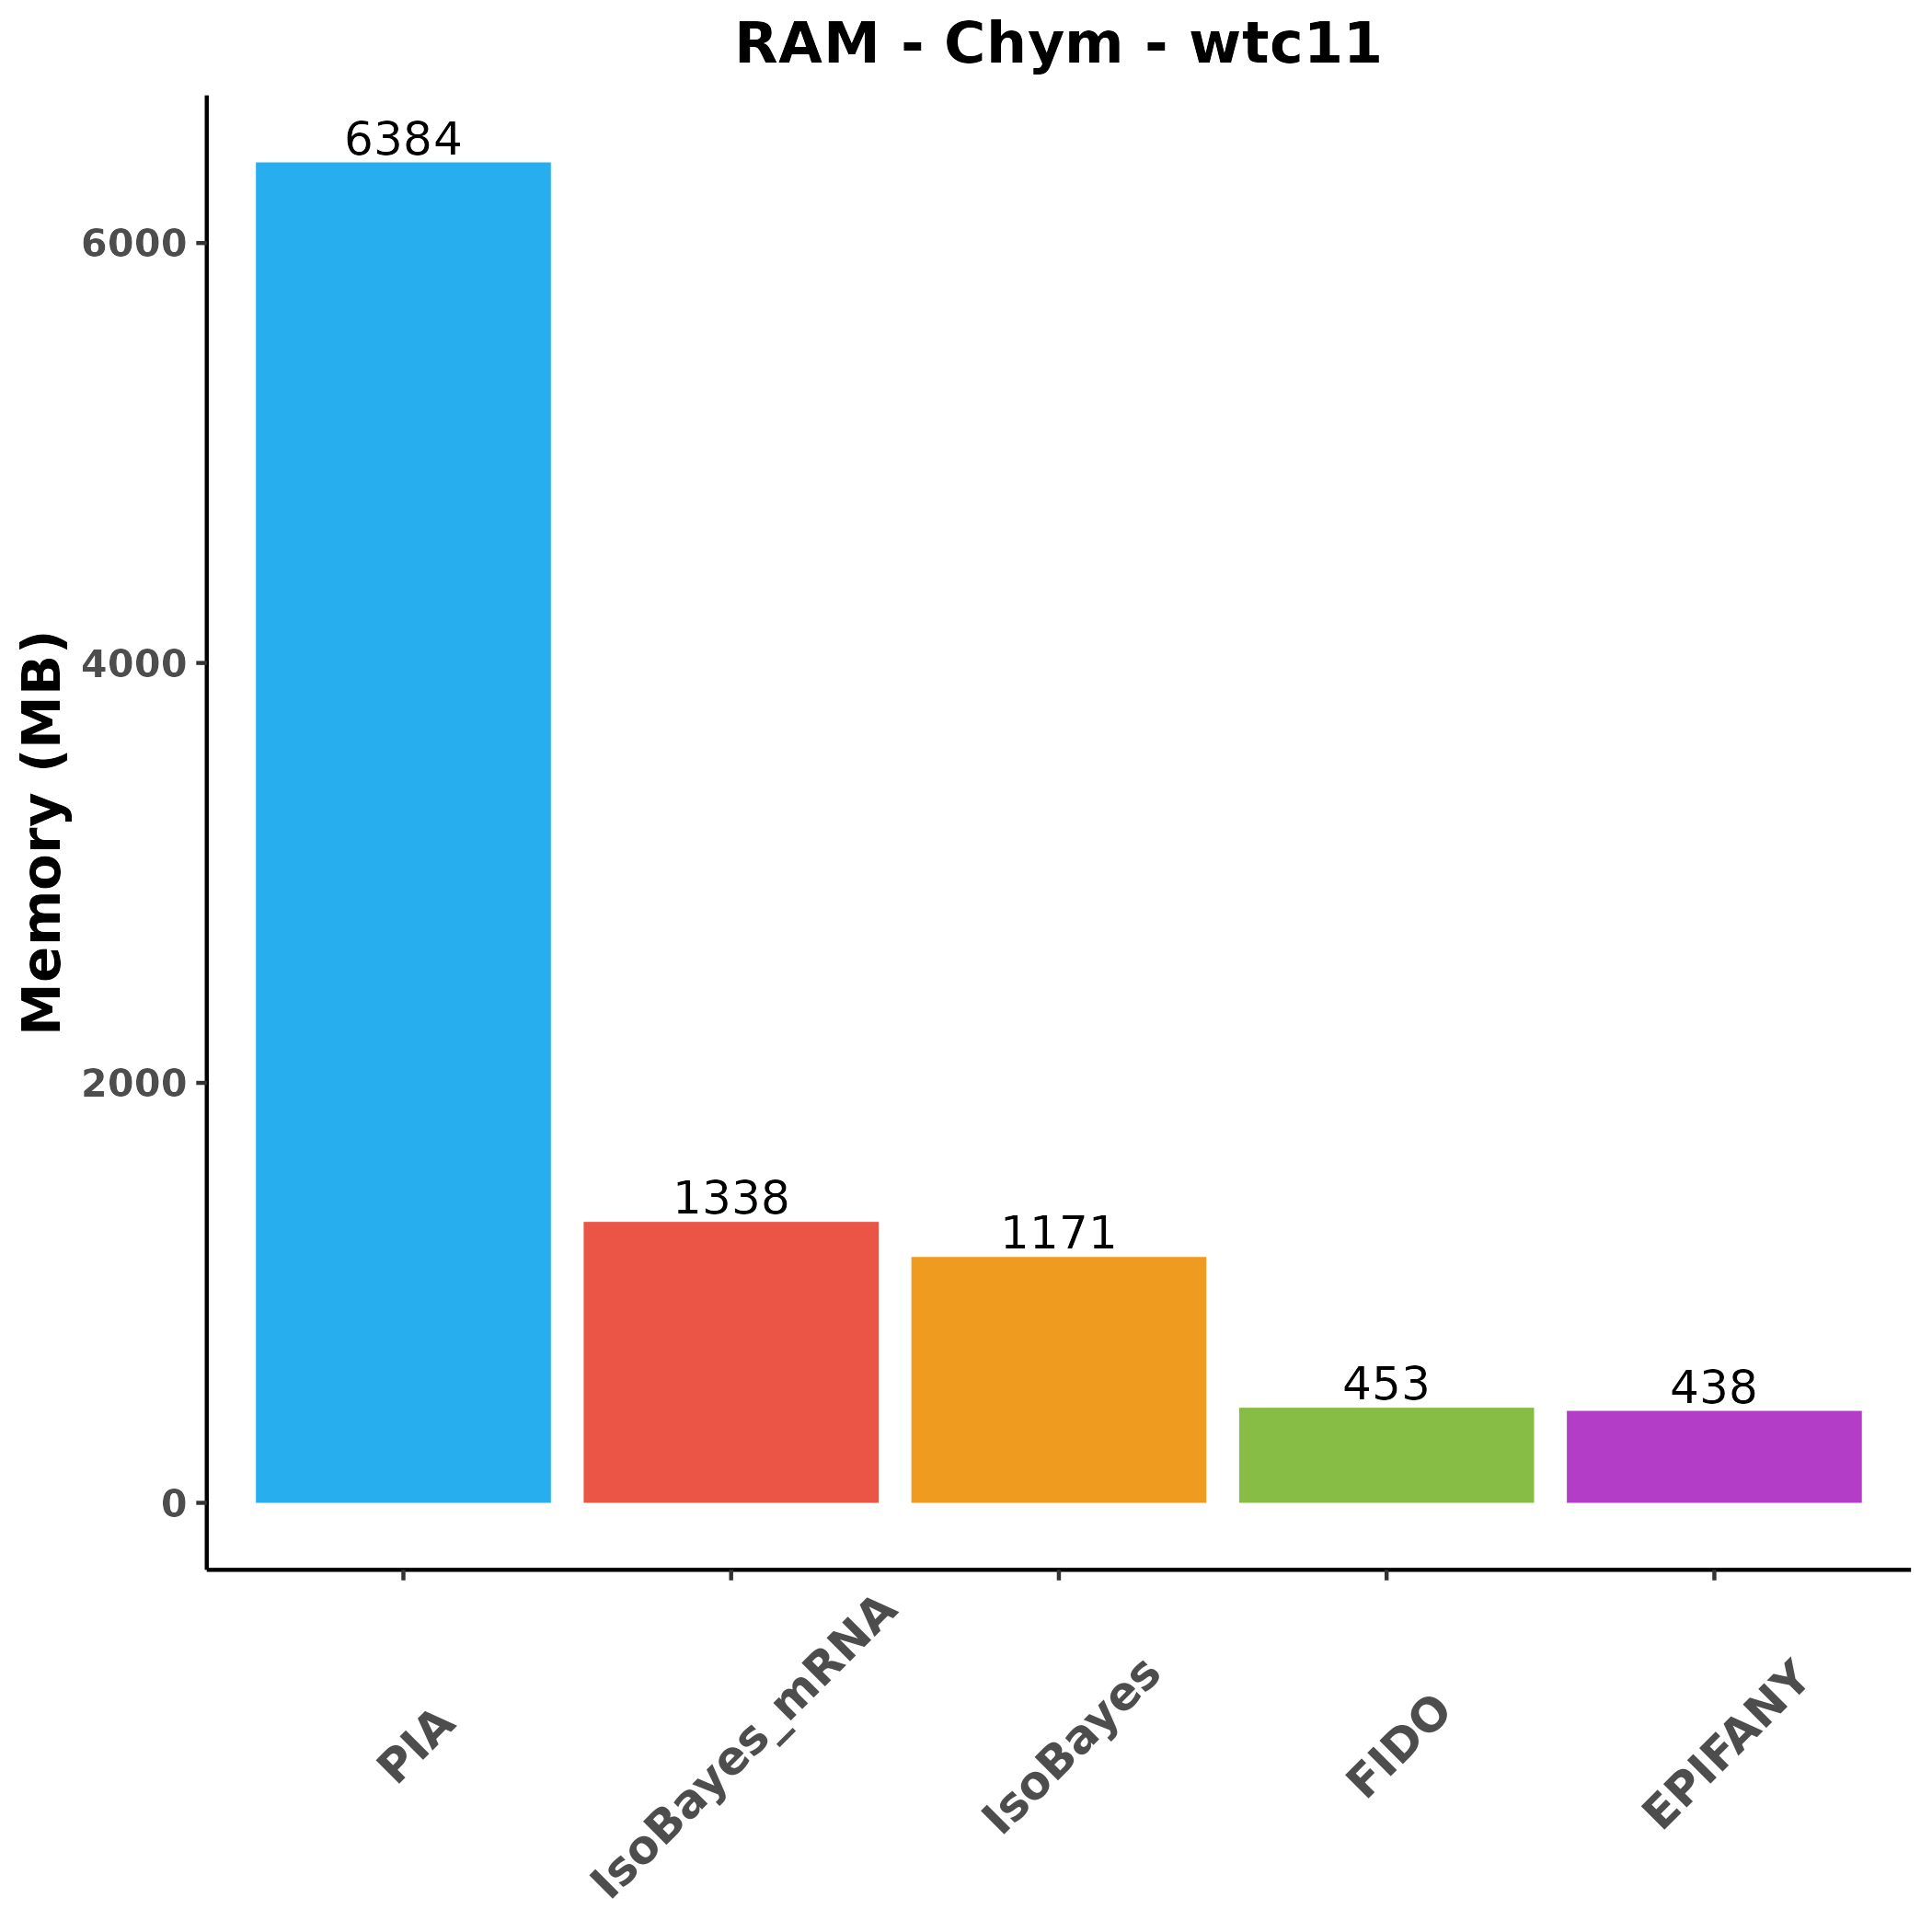 RAM - Chym - wtc11
Memory (MB)
6000
4000
2000
0
6384
1338
1171
453
438
PIA
IsoBayes_mRNA
IsoBayes
FIDO
EPIFANY